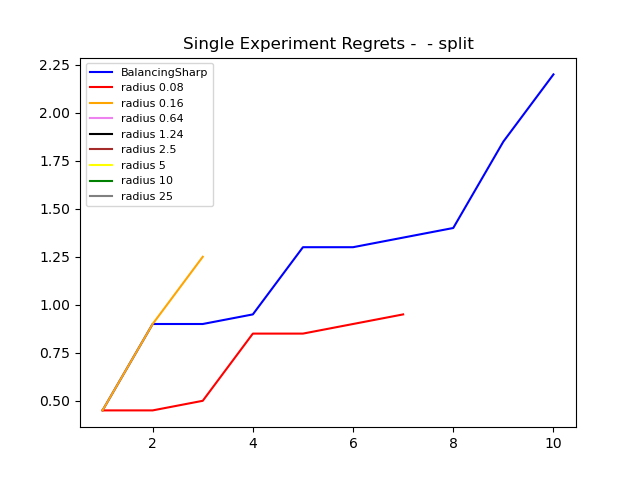 Single Experiment Regrets -  - split
2.25
2.00
1.75
1.50
1.25
1.00
0.75
0.50
BalancingSharp
radius 0.08
radius 0.16
radius 0.64
radius 1.24
radius 2.5
radius 5
radius 10
radius 25
2 4 6 8 10